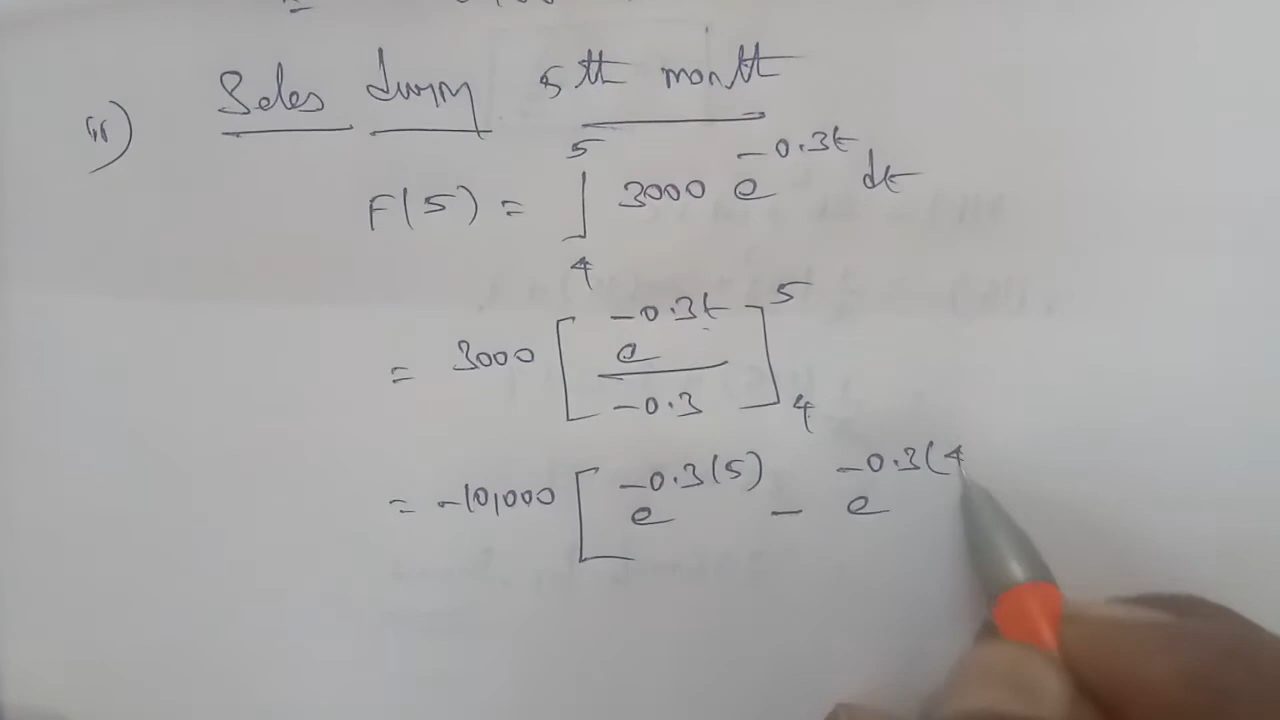 ii) Sales during 5th month
F(5) = ∫₄⁵ 3000 e^{-0.3t} dt
= 3000 [ e^{-0.3t} / -0.3 ]₄⁵
= -10,000 [ e^{-0.3(5)} - e^{-0.3(4